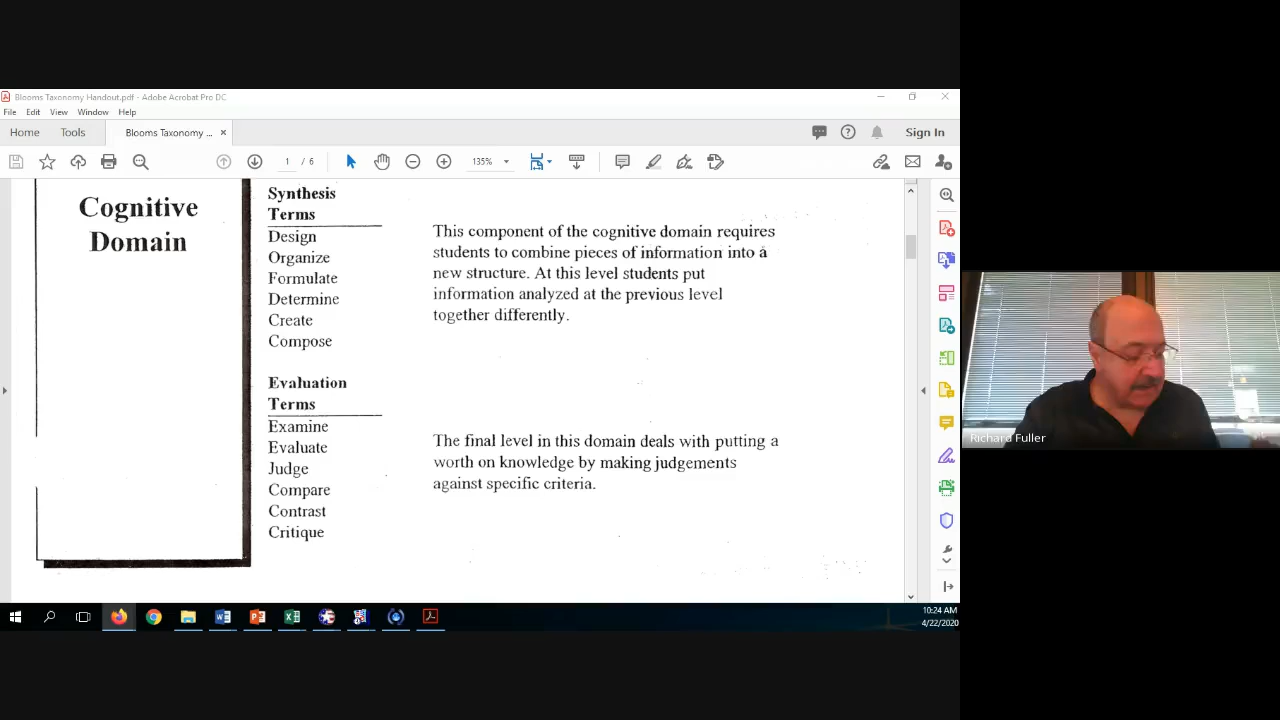 Blooms Taxonomy Handout.pdf - Adobe Acrobat Pro DC
File Edit View Window Help
Home Tools Blooms Taxonomy ... × Sign In
1 / 6 135%
Cognitive
Domain
Synthesis
Terms
Design
Organize
Formulate
Determine
Create
Compose
This component of the cognitive domain requires
students to combine pieces of information into a
new structure. At this level students put
information analyzed at the previous level
together differently.
Evaluation
Terms
Examine
Evaluate
Judge
Compare
Contrast
Critique
The final level in this domain deals with putting a
worth on knowledge by making judgements
against specific criteria.
Richard Fuller
10:24 AM
4/22/2020